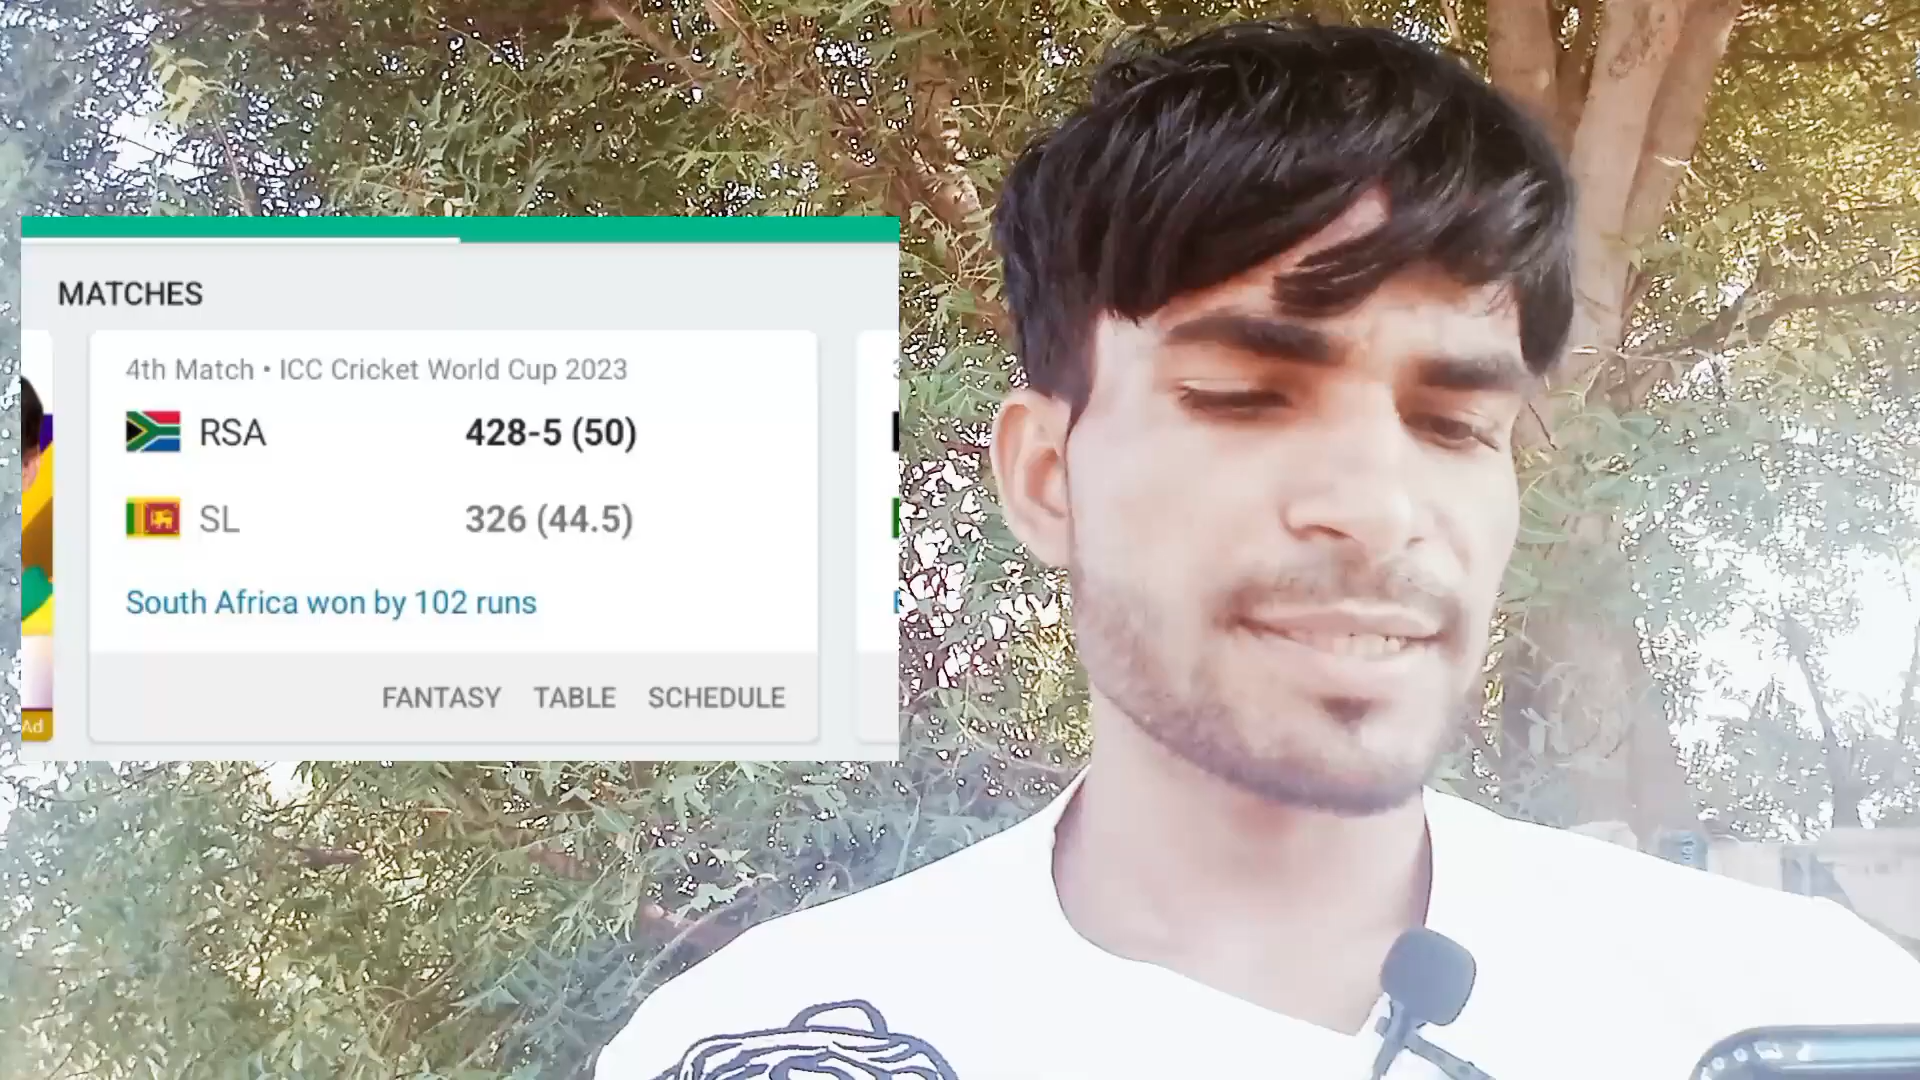 MATCHES
4th Match • ICC Cricket World Cup 2023
RSA 428-5 (50)
SL 326 (44.5)
South Africa won by 102 runs
FANTASY TABLE SCHEDULE
Ad